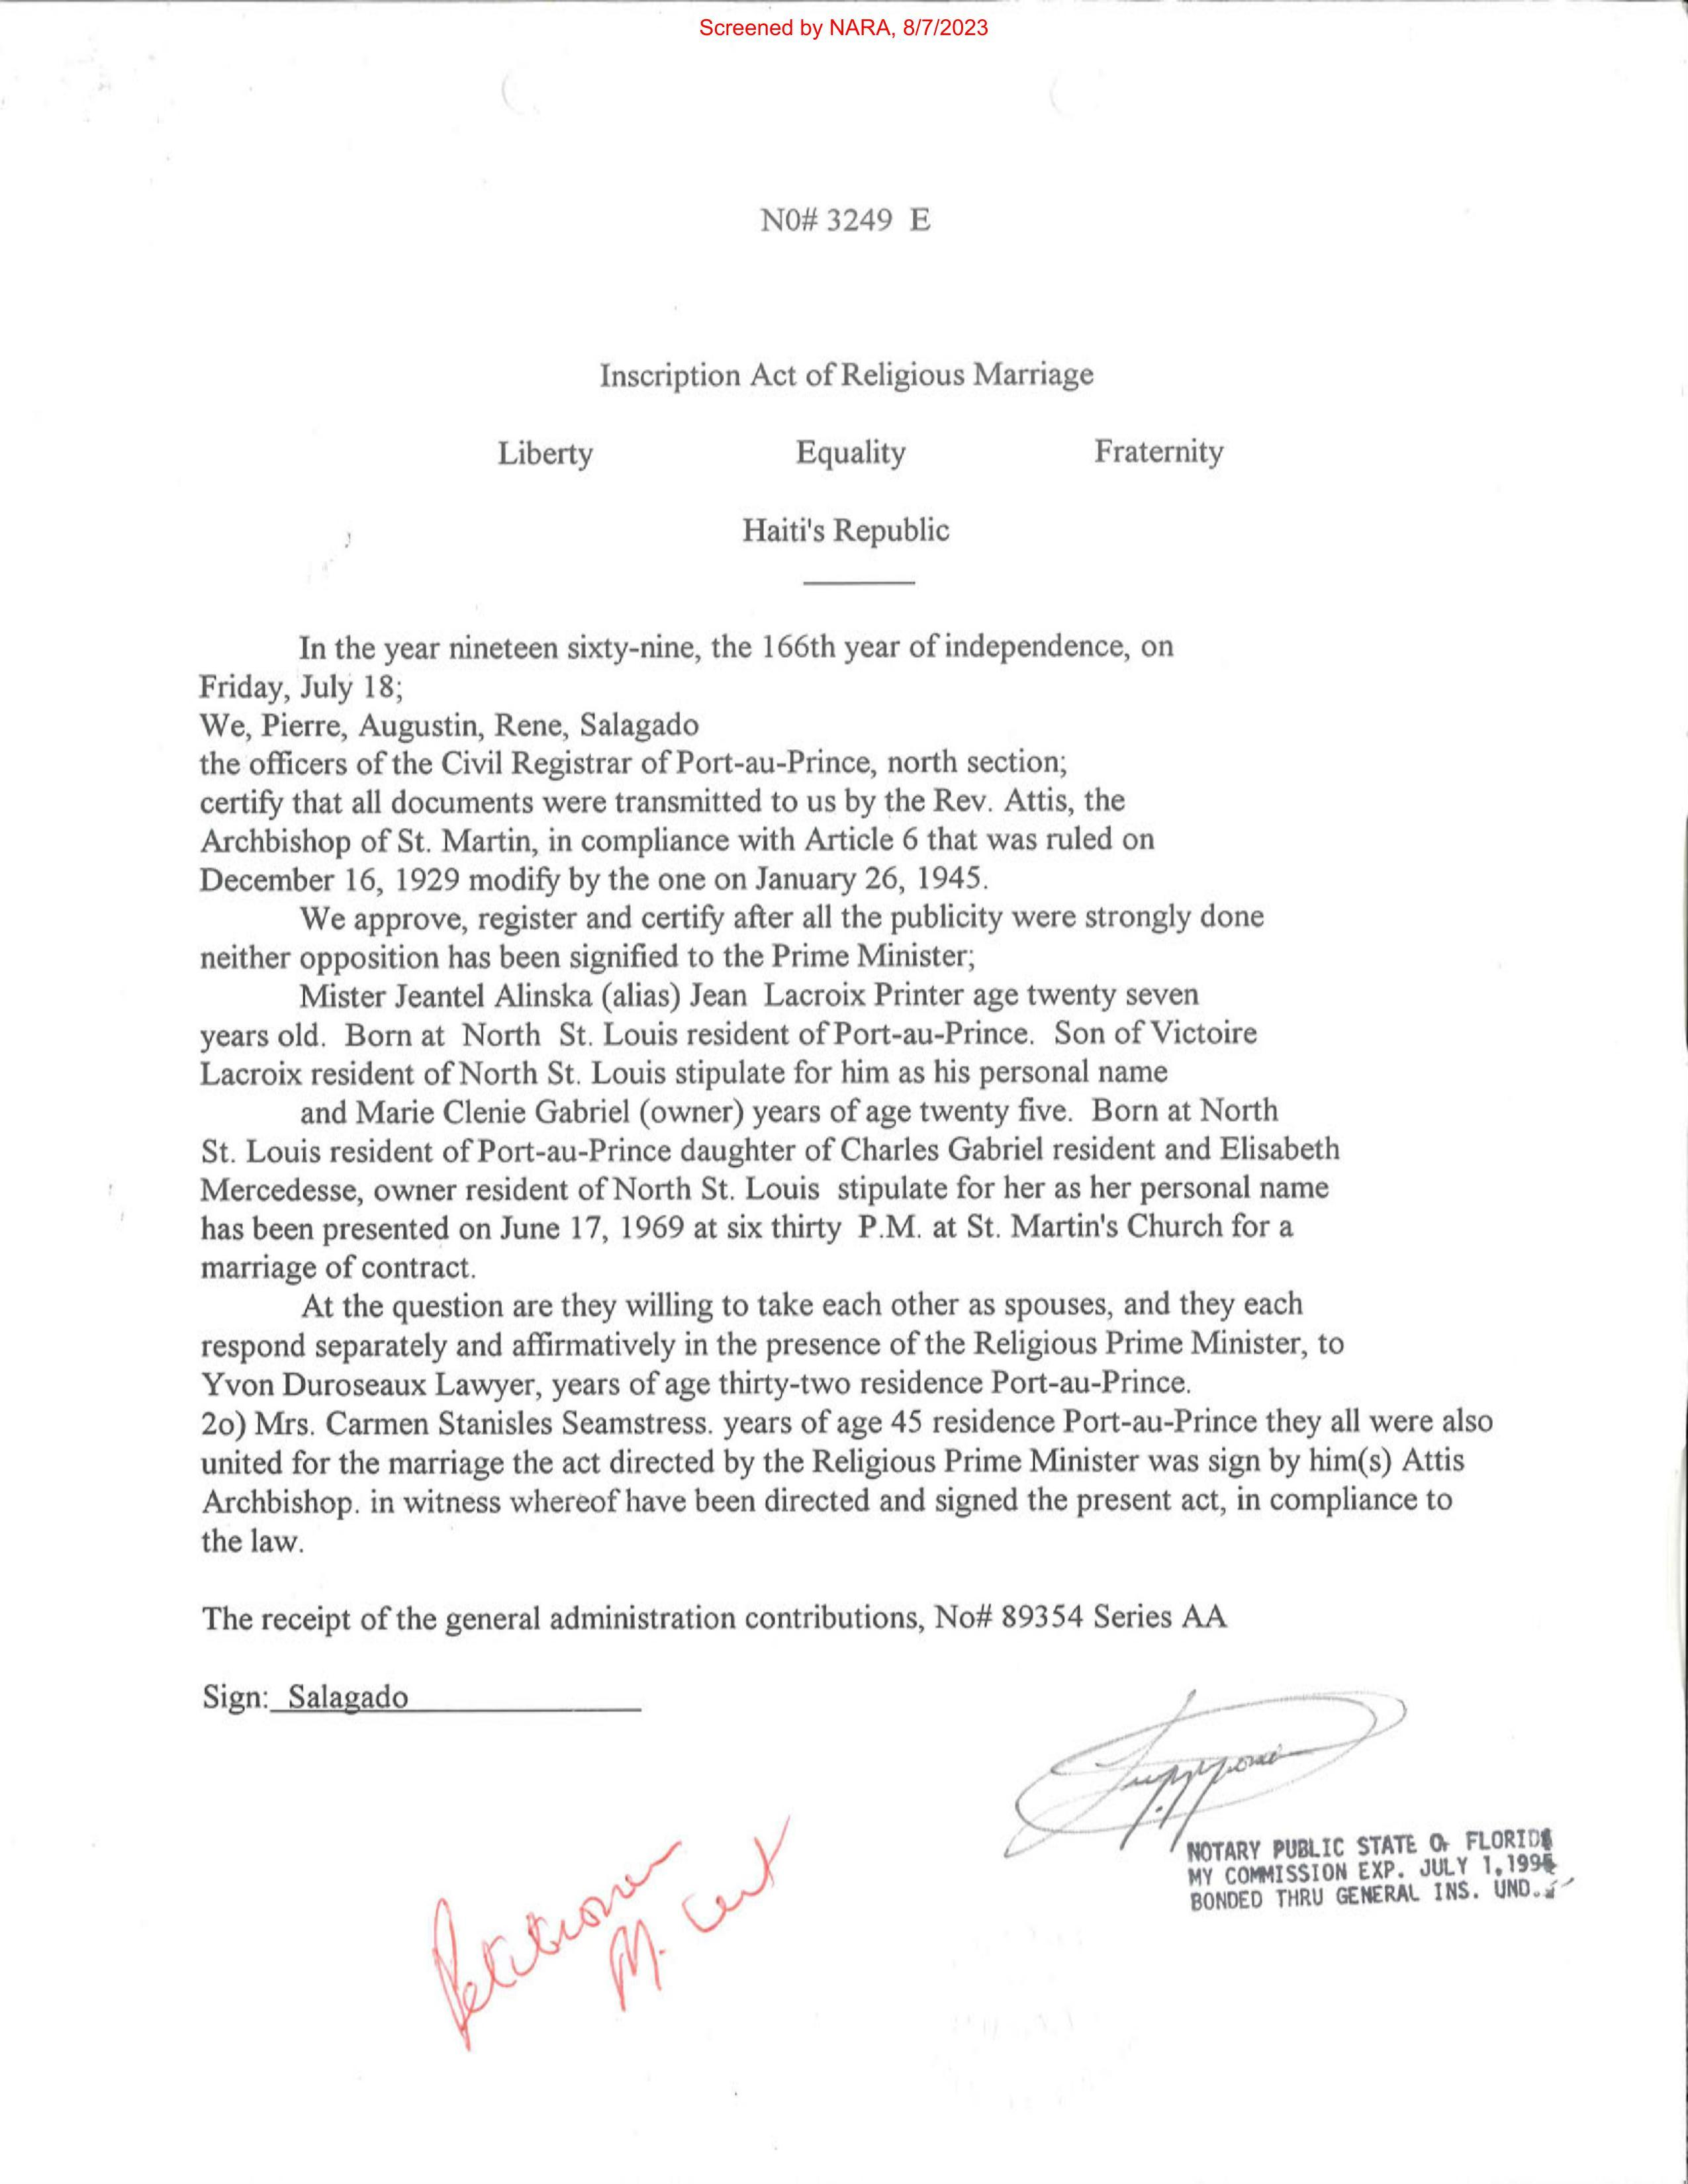 Screened by NARA, 8/7/2023
N0# 3249 E
Inscription Act of Religious Marriage
Liberty Equality Fraternity
Haiti's Republic
In the year nineteen sixty-nine, the 166th year of independence, on
Friday, July 18;
We, Pierre, Augustin, Rene, Salagado
the officers of the Civil Registrar of Port-au-Prince, north section;
certify that all documents were transmitted to us by the Rev. Attis, the
Archbishop of St. Martin, in compliance with Article 6 that was ruled on
December 16, 1929 modify by the one on January 26, 1945.
We approve, register and certify after all the publicity were strongly done
neither opposition has been signified to the Prime Minister;
Mister Jeantel Alinska (alias) Jean Lacroix Printer age twenty seven
years old. Born at North St. Louis resident of Port-au-Prince. Son of Victoire
Lacroix resident of North St. Louis stipulate for him as his personal name
and Marie Clenie Gabriel (owner) years of age twenty five. Born at North
St. Louis resident of Port-au-Prince daughter of Charles Gabriel resident and Elisabeth
Mercedesse, owner resident of North St. Louis stipulate for her as her personal name
has been presented on June 17, 1969 at six thirty P.M. at St. Martin's Church for a
marriage of contract.
At the question are they willing to take each other as spouses, and they each
respond separately and affirmatively in the presence of the Religious Prime Minister, to
Yvon Duroseaux Lawyer, years of age thirty-two residence Port-au-Prince.
2o) Mrs. Carmen Stanisles Seamstress. years of age 45 residence Port-au-Prince they all were also
united for the marriage the act directed by the Religious Prime Minister was sign by him(s) Attis
Archbishop. in witness whereof have been directed and signed the present act, in compliance to
the law.
The receipt of the general administration contributions, No# 89354 Series AA
Sign: Salagado
NOTARY PUBLIC STATE OF FLORIDA
MY COMMISSION EXP. JULY 1,
BONDED THRU GENERAL INS. UND.
Petitioner
M. Cert